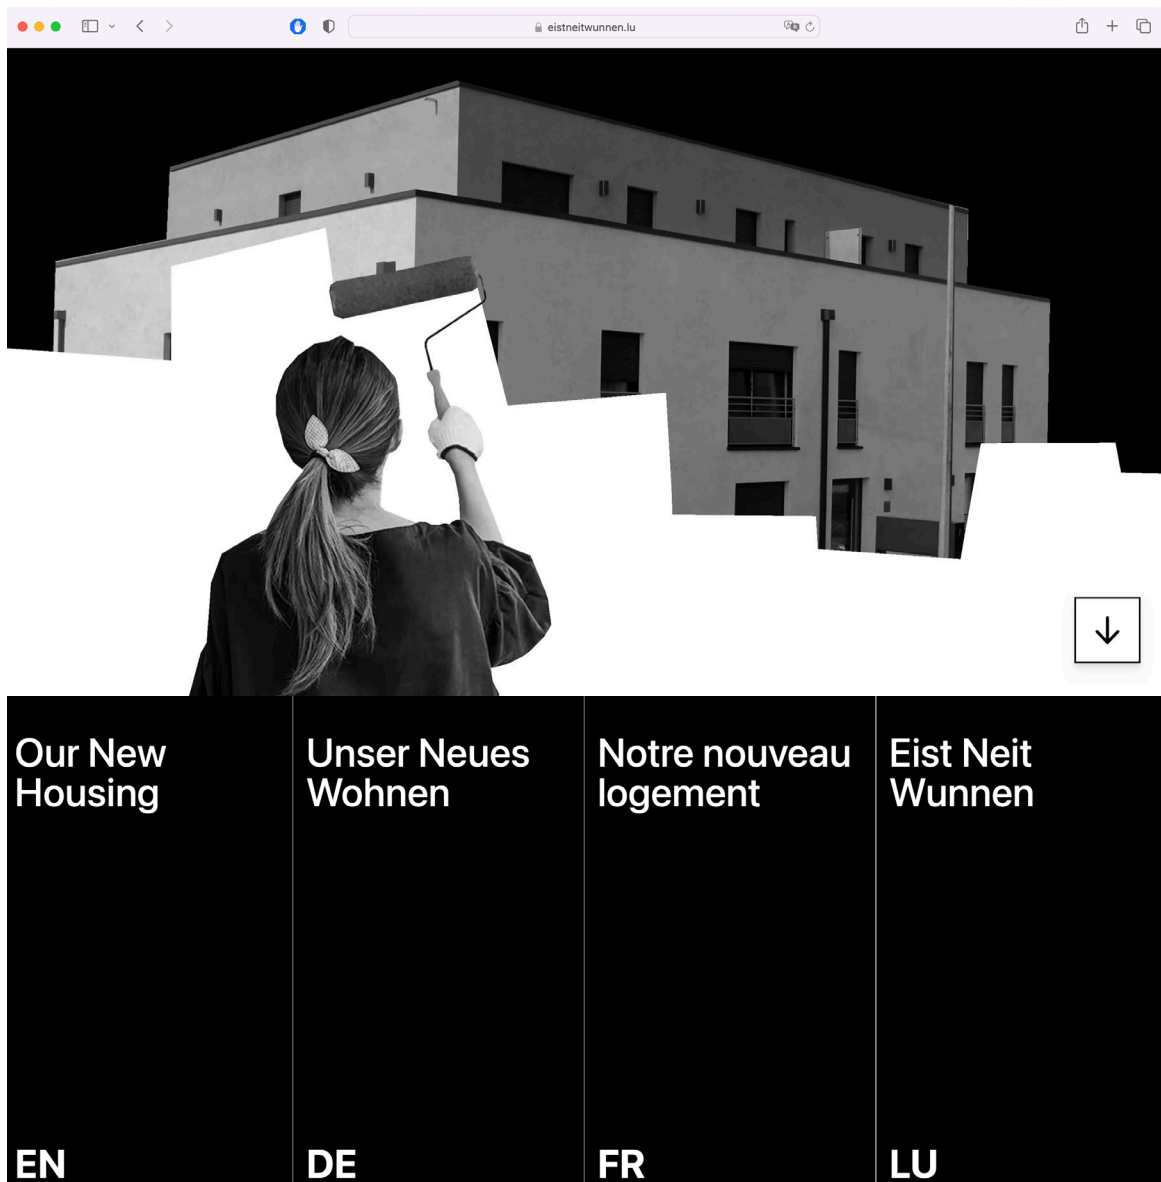 eistneitwunnen.lu
Our New
Housing
Unser Neues
Wohnen
Notre nouveau
logement
Eist Neit
Wunnen
EN
DE
FR
LU